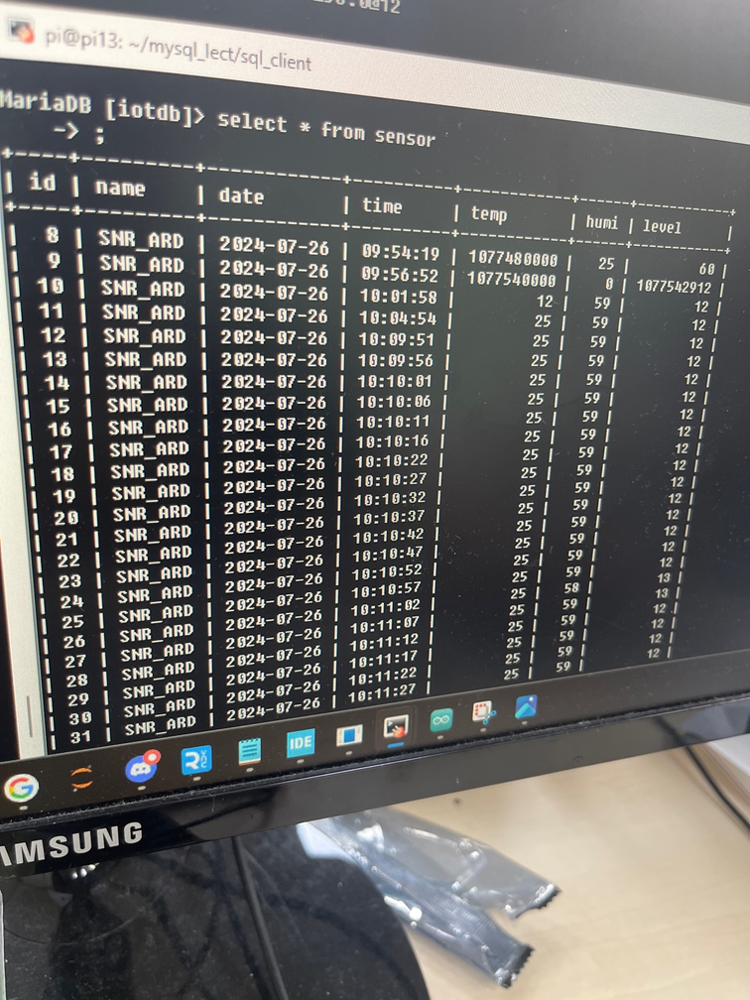 pi@pi13: ~/mysql_lect/sql_client
MariaDB [iotdb]> select * from sensor
-> ;
| id | name | date | time | temp | humi | level |
| 8 | SNR_ARD | 2024-07-26 | 09:54:19 | 1077480000 | 25 | 60 |
| 9 | SNR_ARD | 2024-07-26 | 09:56:52 | 1077540000 | 0 | 1077542912 |
| 10 | SNR_ARD | 2024-07-26 | 10:01:58 | 12 | 59 | 12 |
| 11 | SNR_ARD | 2024-07-26 | 10:04:54 | 25 | 59 | 12 |
| 12 | SNR_ARD | 2024-07-26 | 10:09:51 | 25 | 59 | 12 |
| 13 | SNR_ARD | 2024-07-26 | 10:09:56 | 25 | 59 | 12 |
| 14 | SNR_ARD | 2024-07-26 | 10:10:01 | 25 | 59 | 12 |
| 15 | SNR_ARD | 2024-07-26 | 10:10:06 | 25 | 59 | 12 |
| 16 | SNR_ARD | 2024-07-26 | 10:10:11 | 25 | 59 | 12 |
| 17 | SNR_ARD | 2024-07-26 | 10:10:16 | 25 | 59 | 12 |
| 18 | SNR_ARD | 2024-07-26 | 10:10:22 | 25 | 59 | 12 |
| 19 | SNR_ARD | 2024-07-26 | 10:10:27 | 25 | 59 | 12 |
| 20 | SNR_ARD | 2024-07-26 | 10:10:32 | 25 | 59 | 12 |
| 21 | SNR_ARD | 2024-07-26 | 10:10:37 | 25 | 59 | 12 |
| 22 | SNR_ARD | 2024-07-26 | 10:10:42 | 25 | 59 | 12 |
| 23 | SNR_ARD | 2024-07-26 | 10:10:47 | 25 | 59 | 12 |
| 24 | SNR_ARD | 2024-07-26 | 10:10:52 | 25 | 59 | 12 |
| 25 | SNR_ARD | 2024-07-26 | 10:10:57 | 25 | 59 | 12 |
| 26 | SNR_ARD | 2024-07-26 | 10:11:02 | 25 | 58 | 13 |
| 27 | SNR_ARD | 2024-07-26 | 10:11:07 | 25 | 59 | 13 |
| 28 | SNR_ARD | 2024-07-26 | 10:11:12 | 25 | 59 | 12 |
| 29 | SNR_ARD | 2024-07-26 | 10:11:17 | 25 | 59 | 12 |
| 30 | SNR_ARD | 2024-07-26 | 10:11:22 | 25 | 59 | 12 |
| 31 | SNR_ARD | 2024-07-26 | 10:11:27 | 25 | 59 | 12 |
IDE
AMSUNG